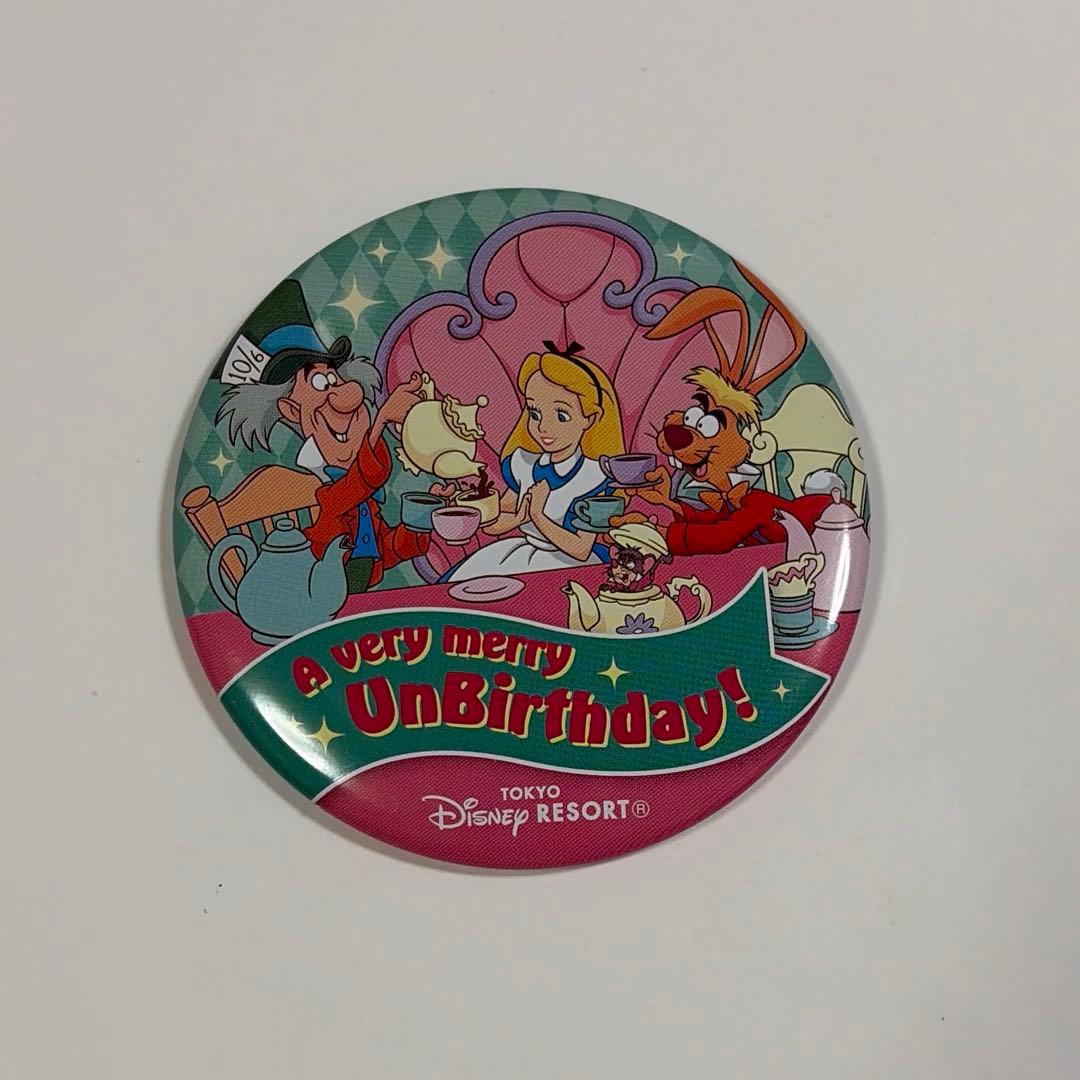 10/6
A very merry
UnBirthday!
TOKYO
Disney RESORT®